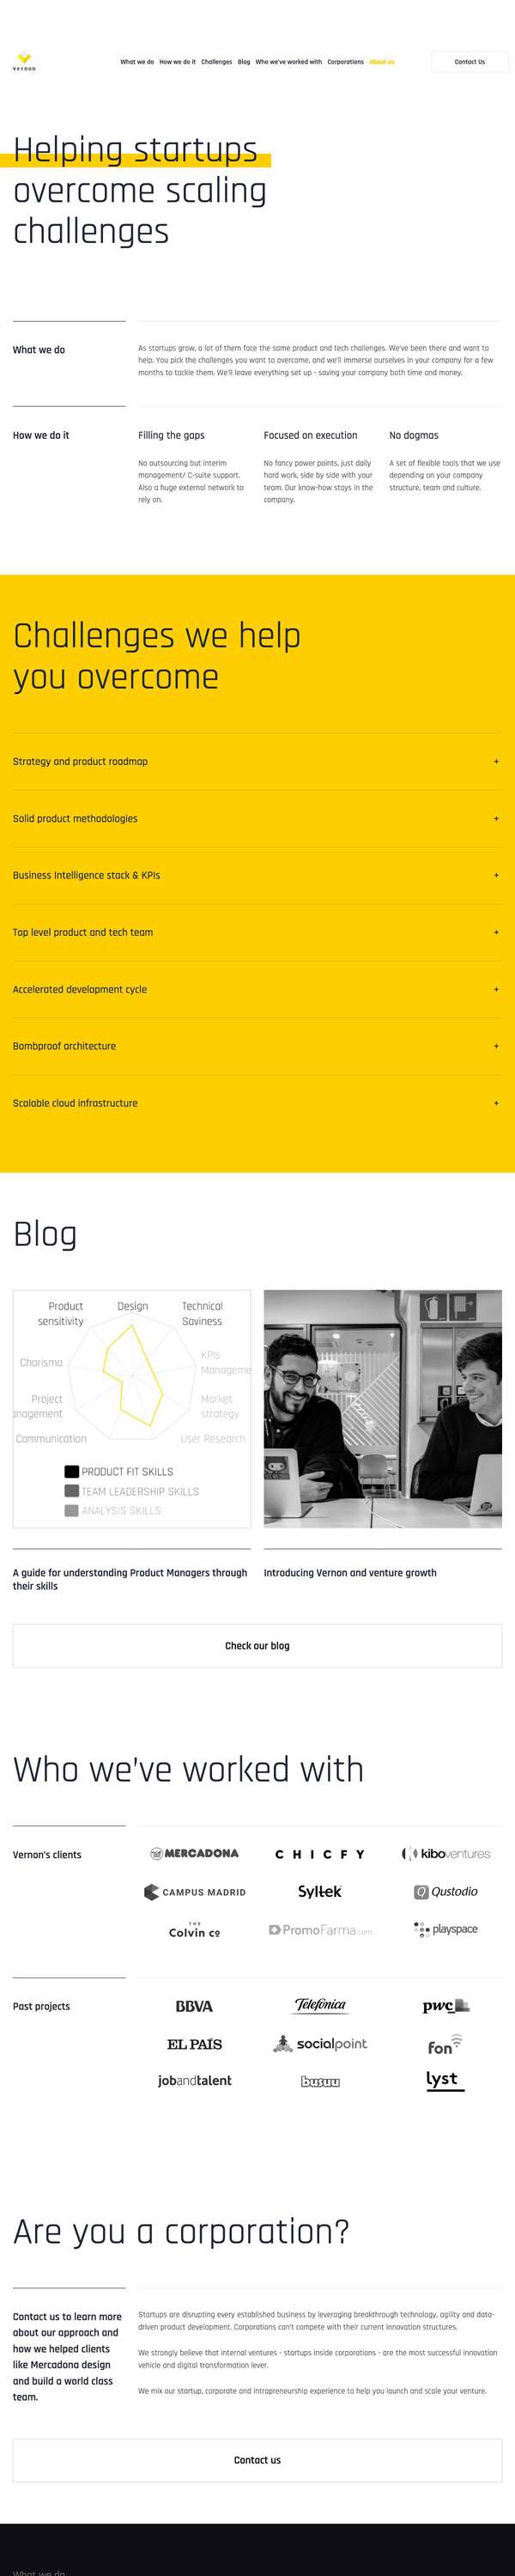 vernon
What we do How we do it Challenges Blog Who we've worked with Corporations About us
Contact Us
Helping startups
overcome scaling
challenges
What we do
As startups grow, a lot of them face the same product and tech challenges. We've been there and want to
help. You pick the challenges you want to overcome, and we'll immerse ourselves in your company for a few
months to tackle them. We'll leave everything set up - saving your company both time and money.
How we do it
Filling the gaps
No outsourcing but interim
management/ C-suite support.
Also a huge external network to
rely on.
Focused on execution
No fancy power points, just daily
hard work, side by side with your
team. Our know-how stays in the
company.
No dogmas
A set of flexible tools that we use
depending on your company
structure, team and culture.
Challenges we help
you overcome
Strategy and product roadmap +
Solid product methodologies +
Business Intelligence stack & KPIs +
Top level product and tech team +
Accelerated development cycle +
Bombproof architecture +
Scalable cloud infrastructure +
Blog
Product
sensitivity
Design
Technical
Saviness
Charisma
KPIs
Manageme
Project
anagement
Market
strategy
Communication
User Research
PRODUCT FIT SKILLS
TEAM LEADERSHIP SKILLS
ANALYSIS SKILLS
A guide for understanding Product Managers through
their skills
Introducing Vernon and venture growth
Check our blog
Who we've worked with
Vernon's clients
MERCADONA
CHICFY
kiboventures
CAMPUS MADRID
Syltek
Qustodio
THE
Colvin co
PromoFarma.com
playspace
Past projects
BBVA
Telefónica
pwc
EL PAÍS
socialpoint
fon
jobandtalent
busuu
lyst
Are you a corporation?
Contact us to learn more
about our approach and
how we helped clients
like Mercadona design
and build a world class
team.
Startups are disrupting every established business by leveraging breakthrough technology, agility and data-
driven product development. Corporations can't compete with their current innovation structures.
We strongly believe that internal ventures - startups inside corporations - are the most successful innovation
vehicle and digital transformation lever.
We mix our startup, corporate and intrapreneurship experience to help you launch and scale your venture.
Contact us
What we do